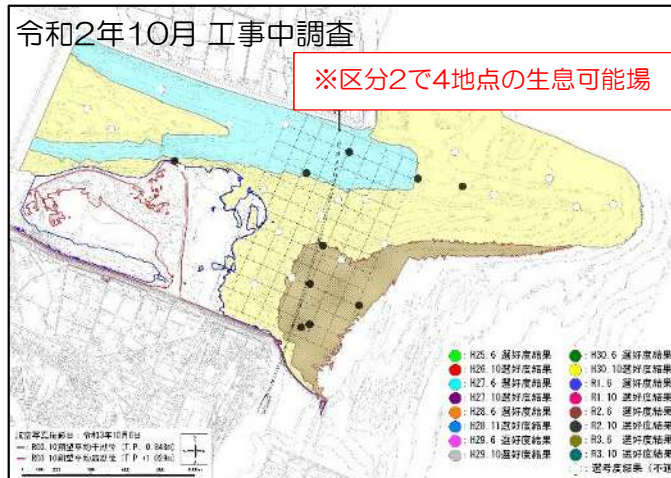 令和2年10月 工事中調査
※区分2で4地点の生息可能場
: H25.6 選好度結果
: H26.10選好度結果
: H27.6 選好度結果
: H27.10選好度結果
: H28.6 選好度結果
: H28.11選好度結果
: H29.6 選好度結果
: H29.10選好度結果
: H30.6 選好度結果
: H30.10選好度結果
: R1.6 選好度結果
: R1.10 選好度結果
: R2.6 選好度結果
: R2.10 選好度結果
: R3.6 選好度結果
: R3.10 選好度結果
: 選考度結果